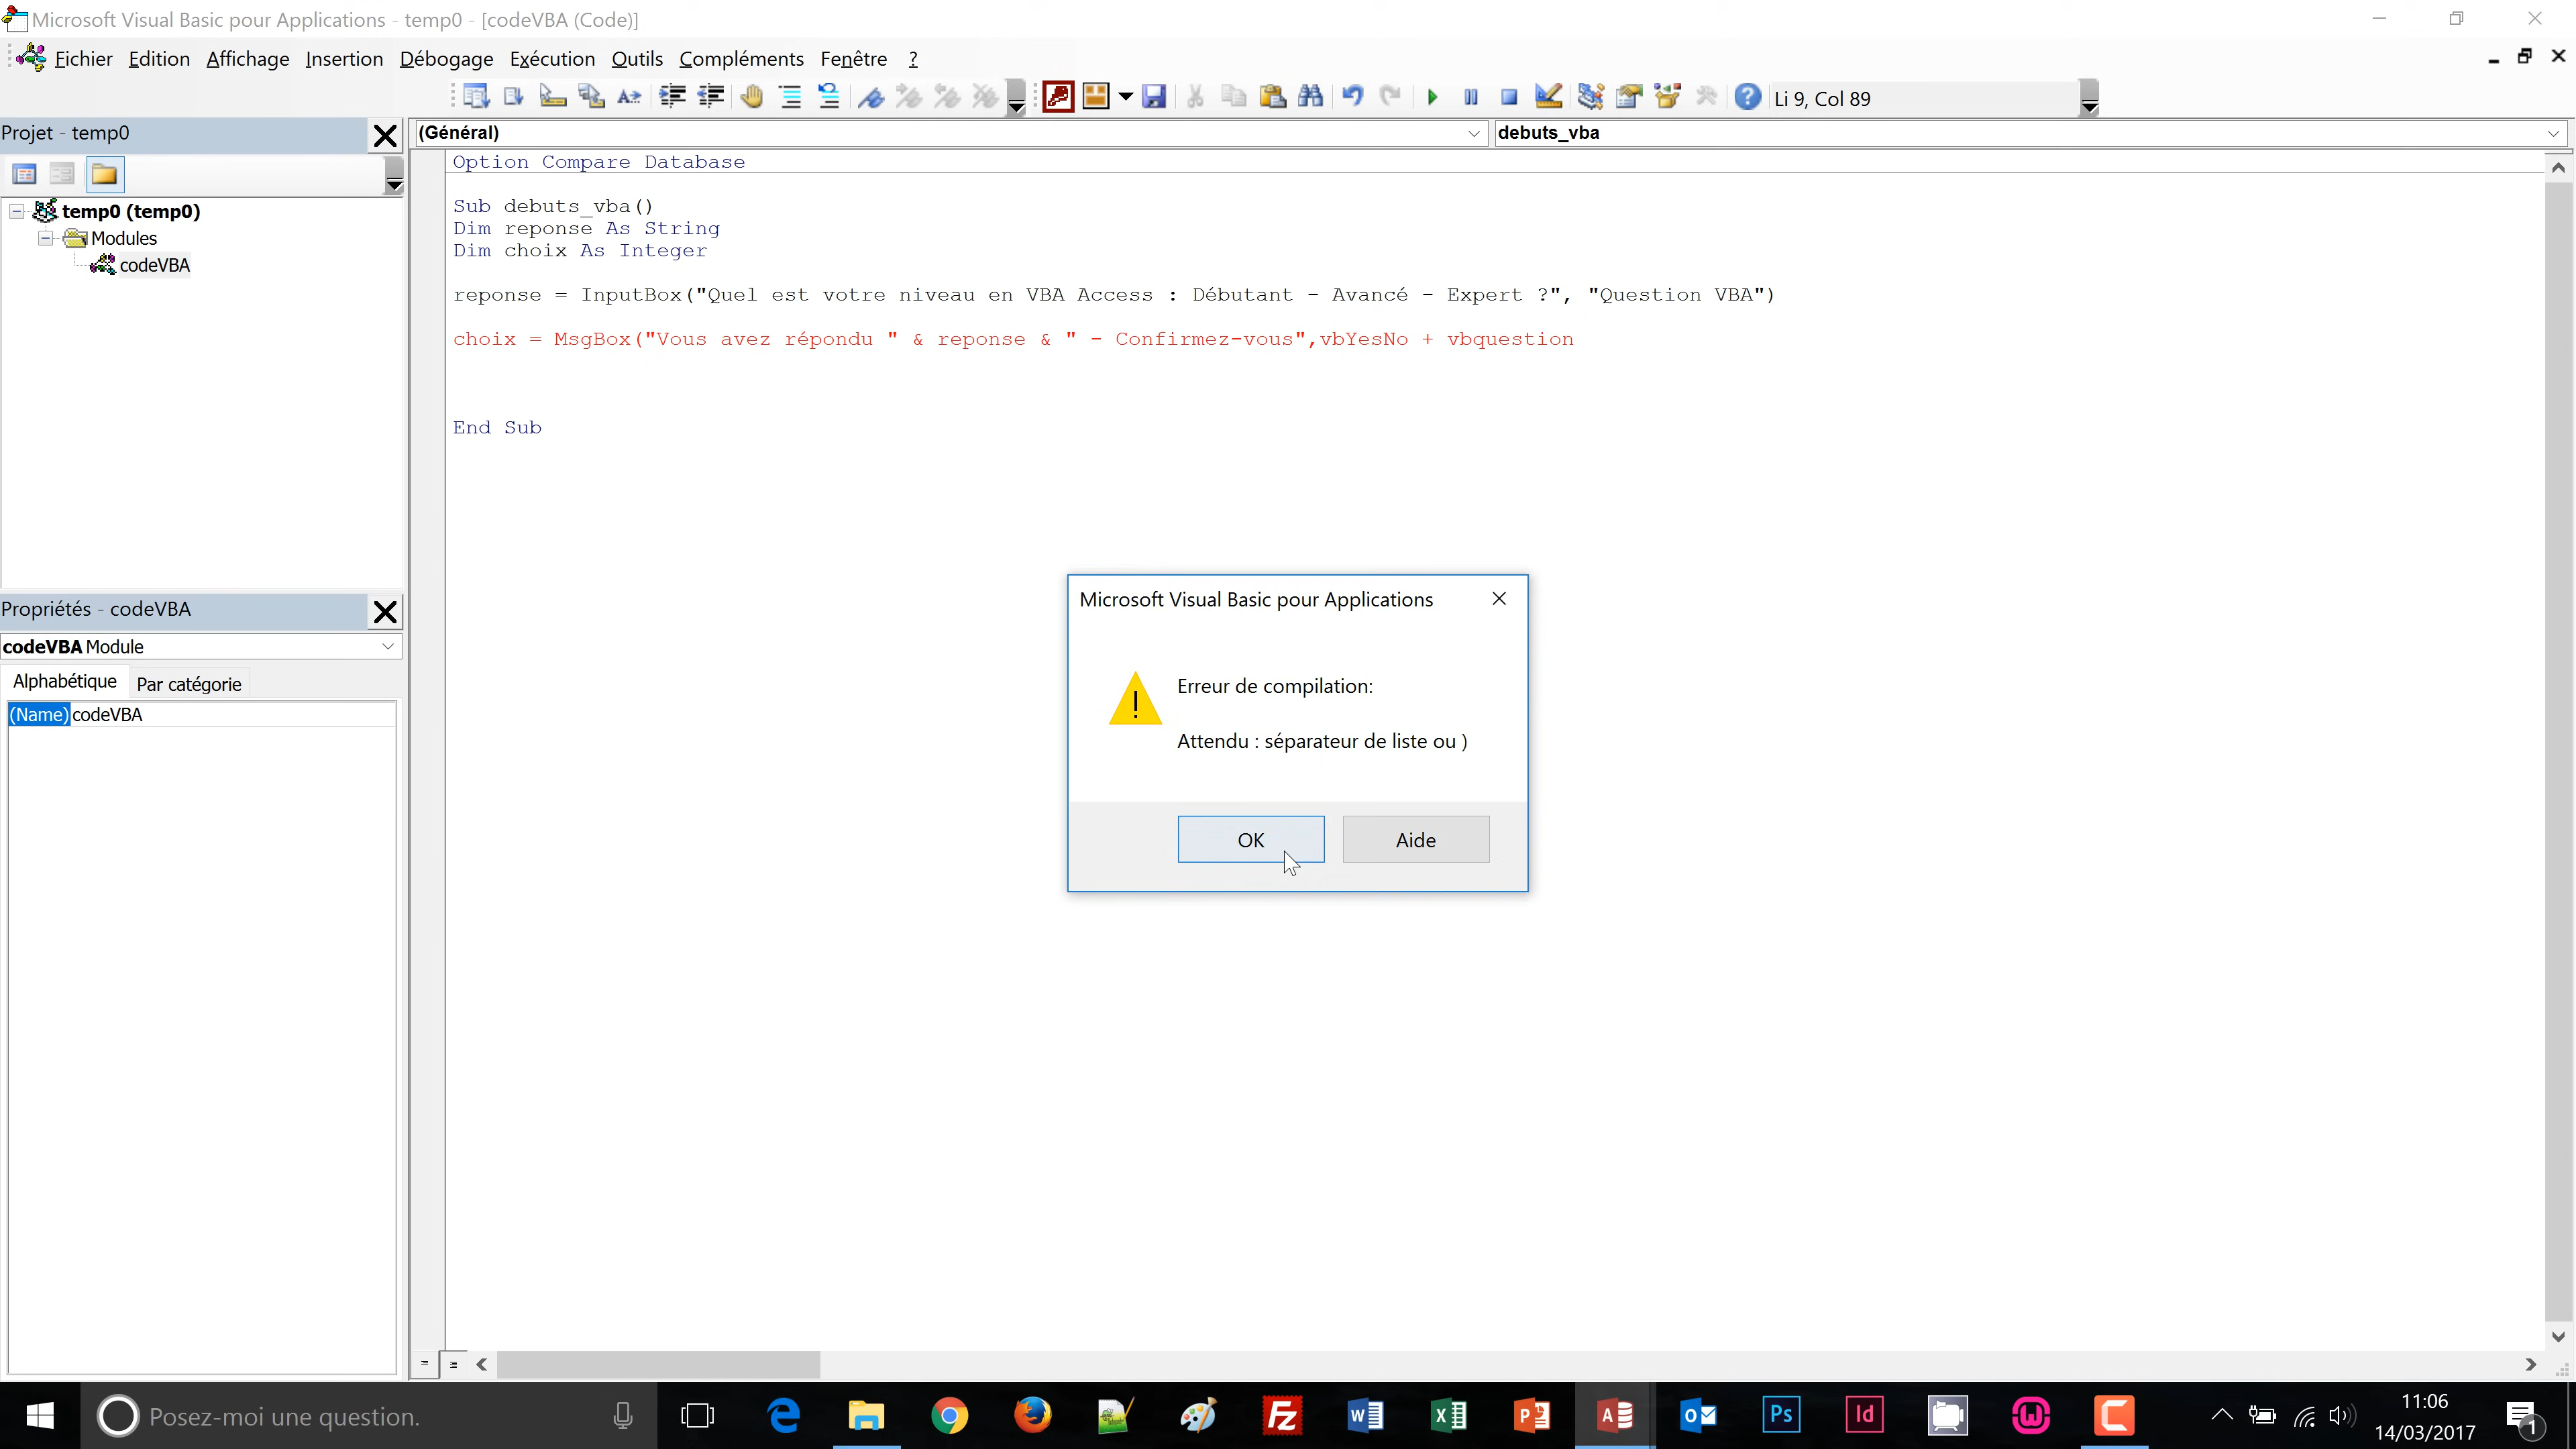 Microsoft Visual Basic pour Applications - temp0 - [codeVBA (Code)]
Fichier Edition Affichage Insertion Débogage Exécution Outils Compléments Fenêtre ?
Li 9, Col 89
Projet - temp0
(Général)
debuts_vba
temp0 (temp0)
Modules
codeVBA
Option Compare Database
Sub debuts_vba()
Dim reponse As String
Dim choix As Integer
reponse = InputBox("Quel est votre niveau en VBA Access : Débutant - Avancé - Expert ?", "Question VBA")
choix = MsgBox("Vous avez répondu " & reponse & " - Confirmez-vous",vbYesNo + vbquestion
End Sub
Propriétés - codeVBA
codeVBA Module
Alphabétique Par catégorie
(Name) codeVBA
Microsoft Visual Basic pour Applications
Erreur de compilation:
Attendu : séparateur de liste ou )
OK
Aide
Posez-moi une question.
11:06
14/03/2017
1